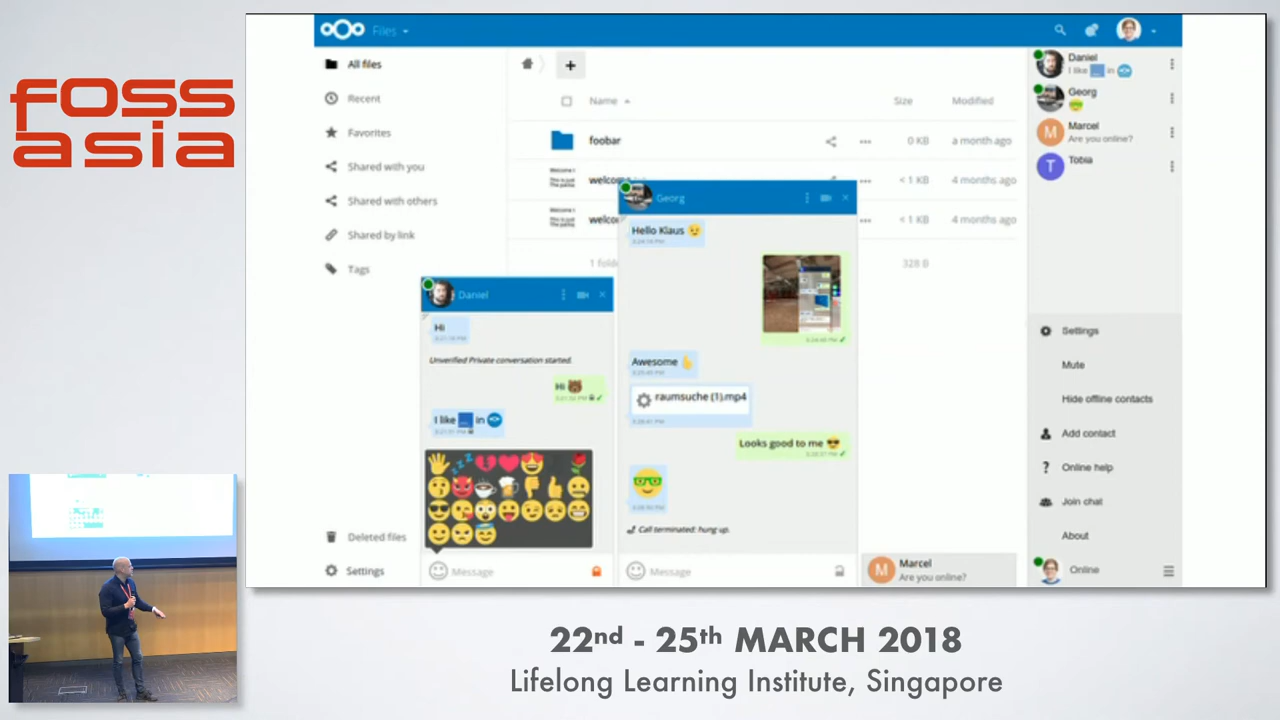 foss
asia
Files
All files
Recent
Favorites
Shared with you
Shared with others
Shared by link
Tags
Deleted files
Settings
Name
Size
Modified
foobar
0 KB
a month ago
< 1 KB
4 months ago
< 1 KB
4 months ago
328 B
Daniel
Hi
Unverified Private conversation started.
Hi
I like in
Message
Georg
Hello Klaus
Awesome
raumsuche (1).mp4
Looks good to me
Call terminated: hung up.
Message
Marcel
Are you online?
Daniel
I like in
Georg
Marcel
Are you online?
Tobia
Settings
Mute
Hide offline contacts
Add contact
Online help
Join chat
About
Online
22nd - 25th MARCH 2018
Lifelong Learning Institute, Singapore